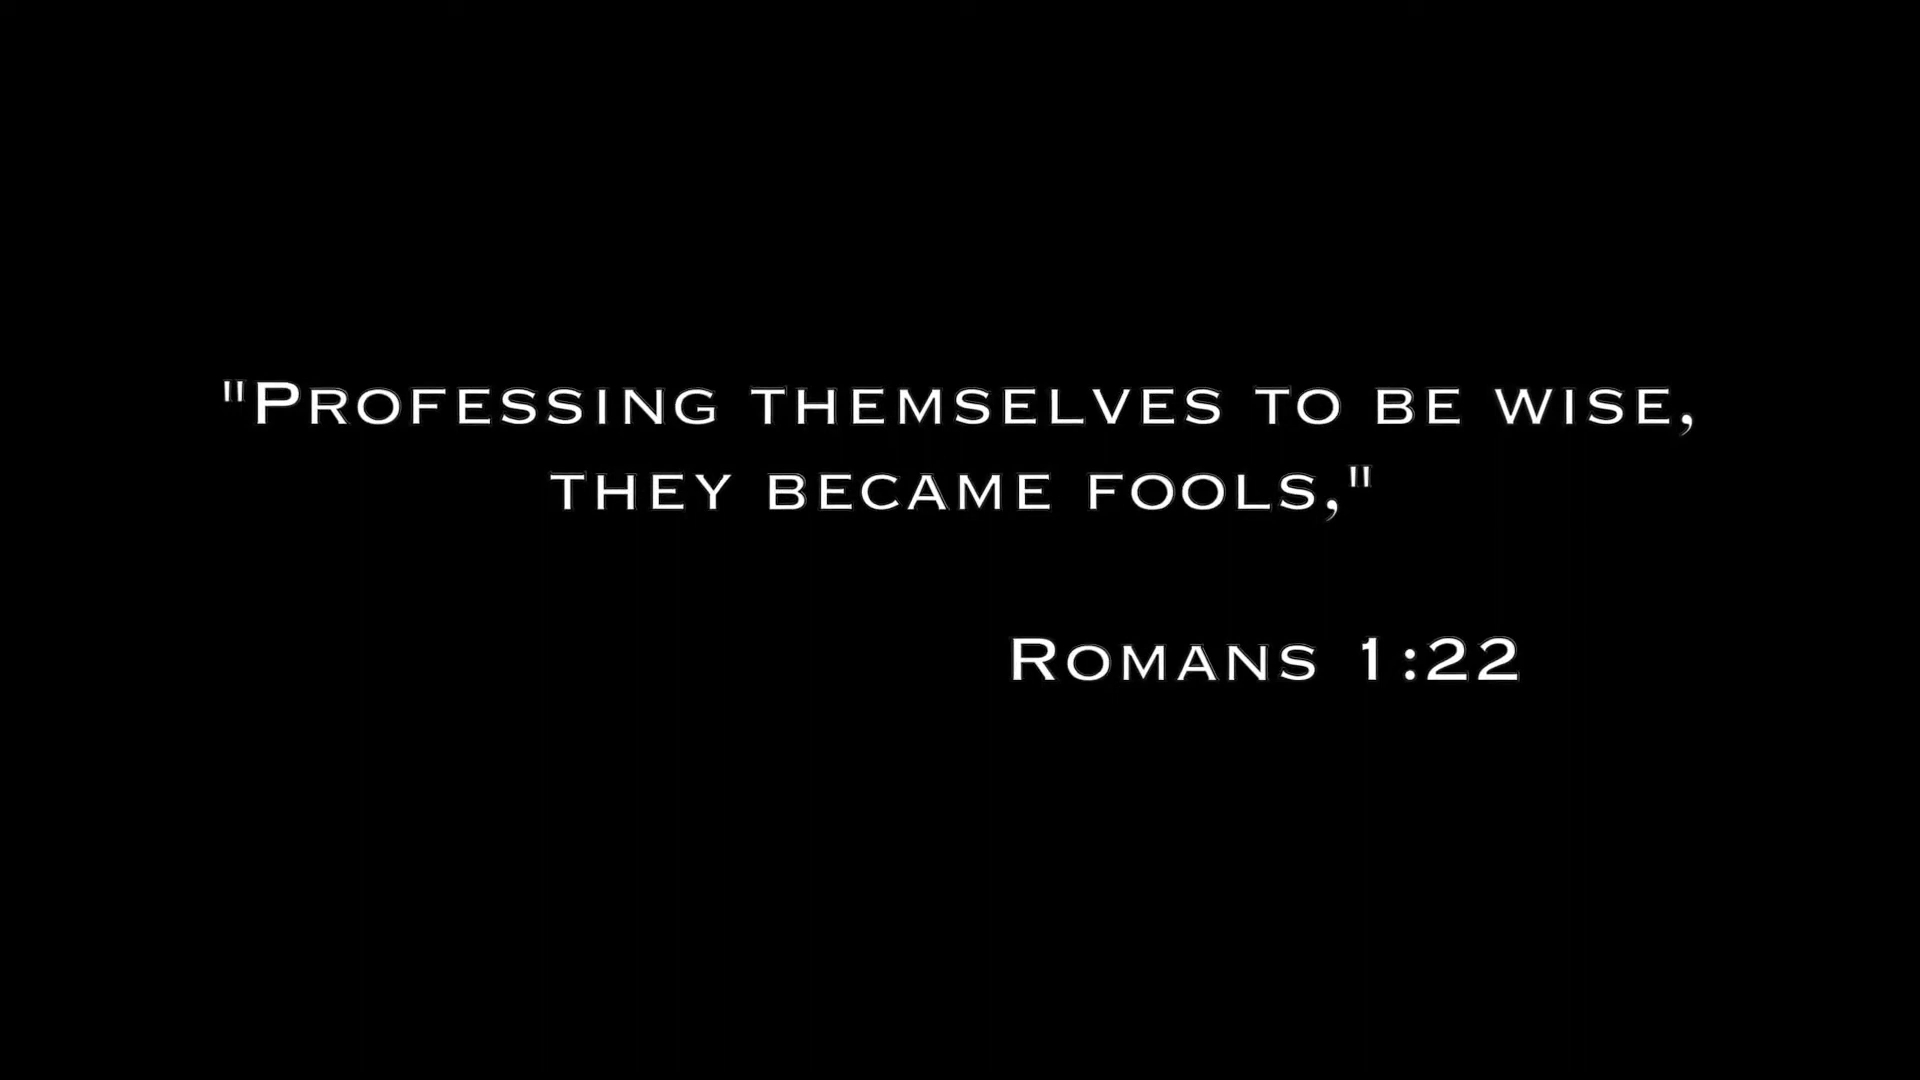 "Professing themselves to be wise,
they became fools,"
Romans 1:22